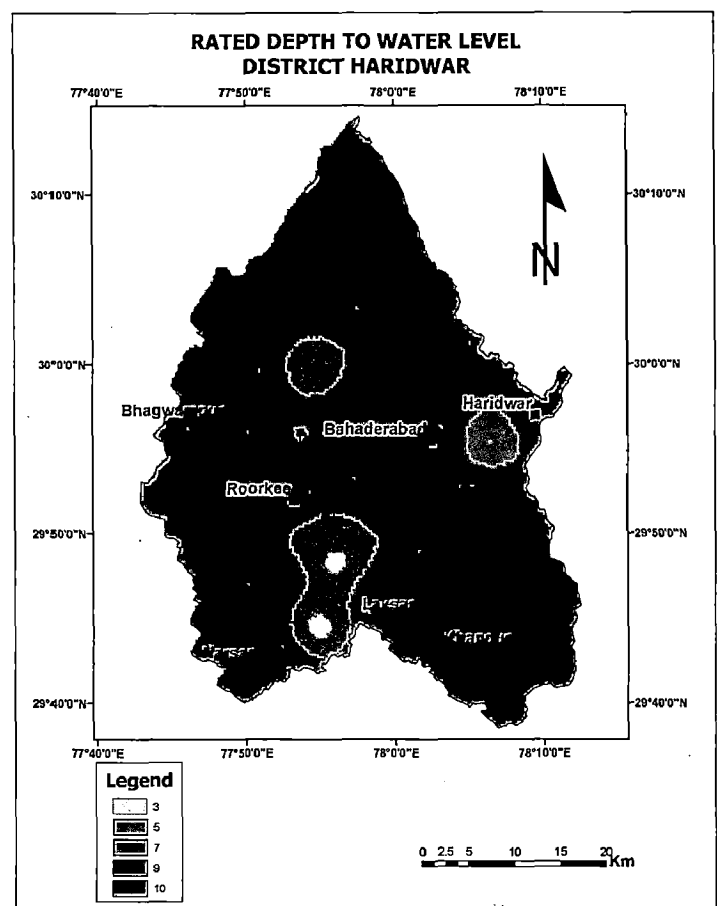 RATED DEPTH TO WATER LEVEL
DISTRICT HARIDWAR
77°40'0"E 77°50'0"E 78°0'0"E 78°10'0"E
30°10'0"N 30°10'0"N
N
30°0'0"N 30°0'0"N
Haridwar
Bahaderabad
Roorkee
29°50'0"N 29°50'0"N
Laksar
29°40'0"N 29°40'0"N
77°40'0"E 77°50'0"E 78°0'0"E 78°10'0"E
Legend
3
5
7
9
10
0 2.5 5 10 15 20 Km